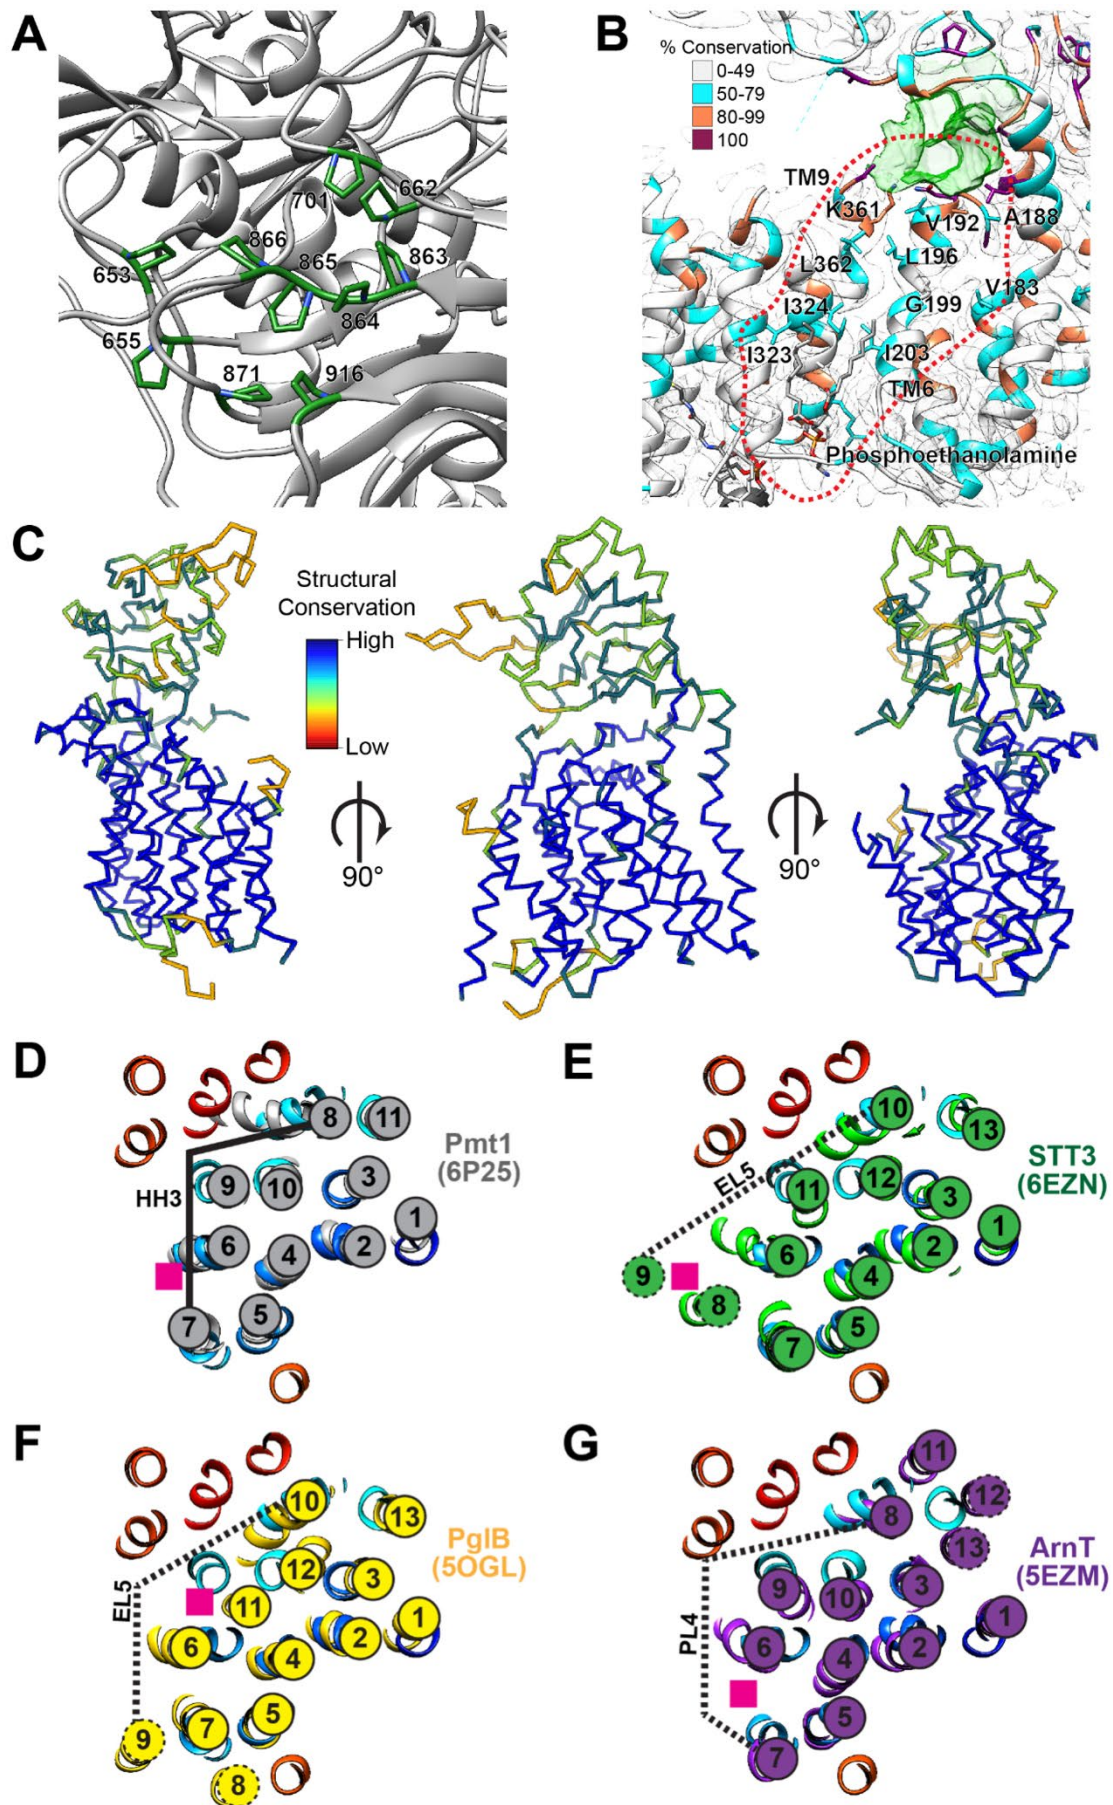 A
701
662
866
863
865
653
864
655
871
916
B
% Conservation
0-49
50-79
80-99
100
TM9
K361
V192
A188
L362
L196
V183
I324
G199
I323
I203
TM6
Phosphoethanolamine
C
Structural
Conservation
High
Low
90°
90°
D
8
11
Pmt1
(6P25)
9
10
3
HH3
1
6
4
2
7
5
E
10
13
STT3
(6EZN)
EL5
11
12
3
1
6
2
9
4
8
7
5
F
10
13
PglB
(5OGL)
12
3
EL5
11
1
6
4
2
9
7
5
8
G
11
8
12
ArnT
(5EZM)
13
9
10
3
1
PL4
6
4
2
5
7